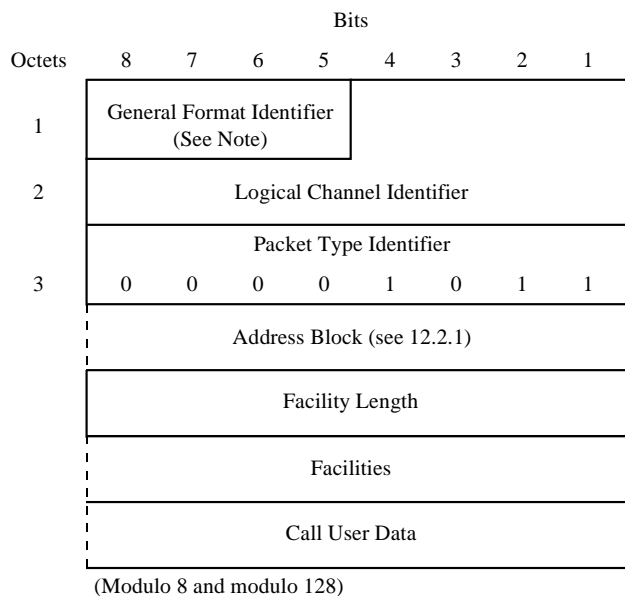 Bits
Octets 8 7 6 5 4 3 2 1
1 General Format Identifier
(See Note)
2 Logical Channel Identifier
Packet Type Identifier
3 0 0 0 0 1 0 1 1
Address Block (see 12.2.1)
Facility Length
Facilities
Call User Data
(Modulo 8 and modulo 128)